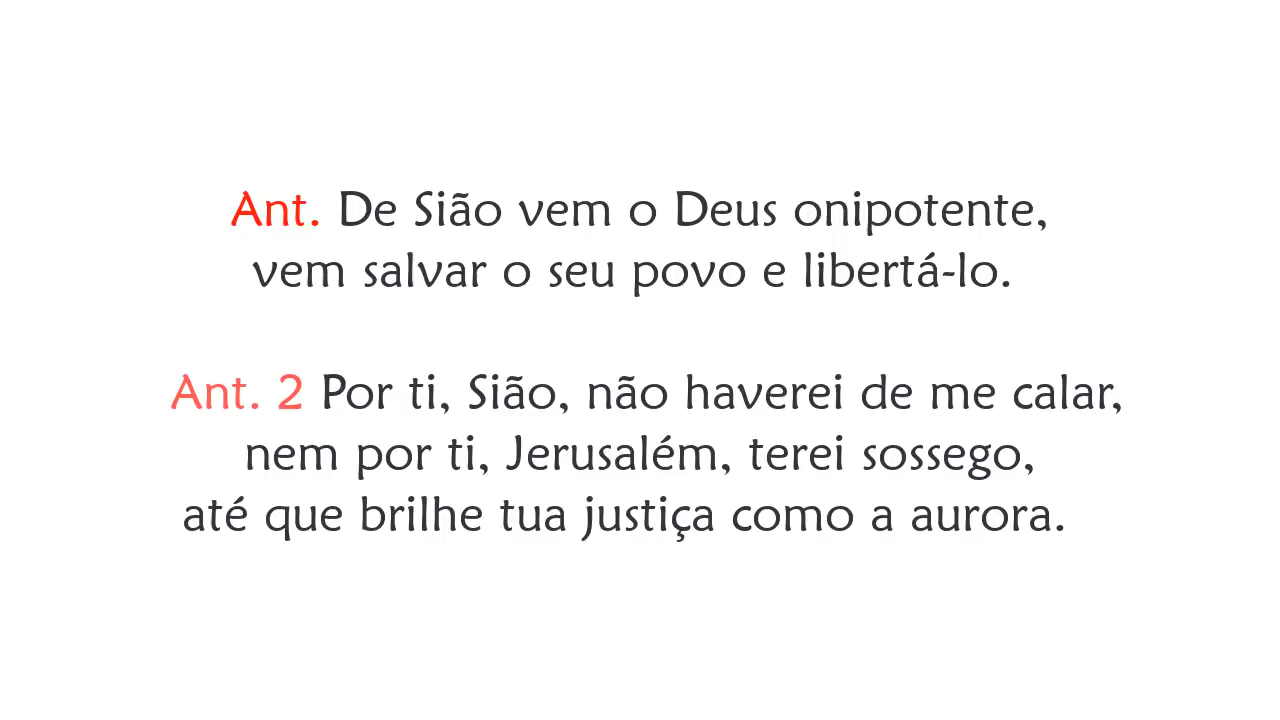 Ant. De Sião vem o Deus onipotente,
vem salvar o seu povo e libertá-lo.
Ant. 2 Por ti, Sião, não haverei de me calar,
nem por ti, Jerusalém, terei sossego,
até que brilhe tua justiça como a aurora.